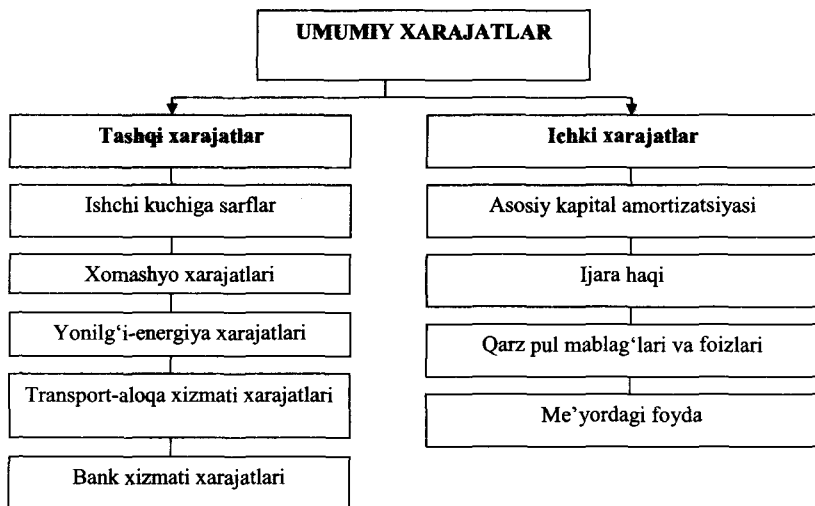 UMUMIY XARAJATLAR
Tashqi xarajatlar
Ishchi kuchiga sarflar
Xomashyo xarajatlari
Yonilg‘i-energiya xarajatlari
Transport-aloqa xizmati xarajatlari
Bank xizmati xarajatlari
Ichki xarajatlar
Asosiy kapital amortizatsiyasi
Ijara haqi
Qarz pul mablag‘lari va foizlari
Me’yordagi foyda